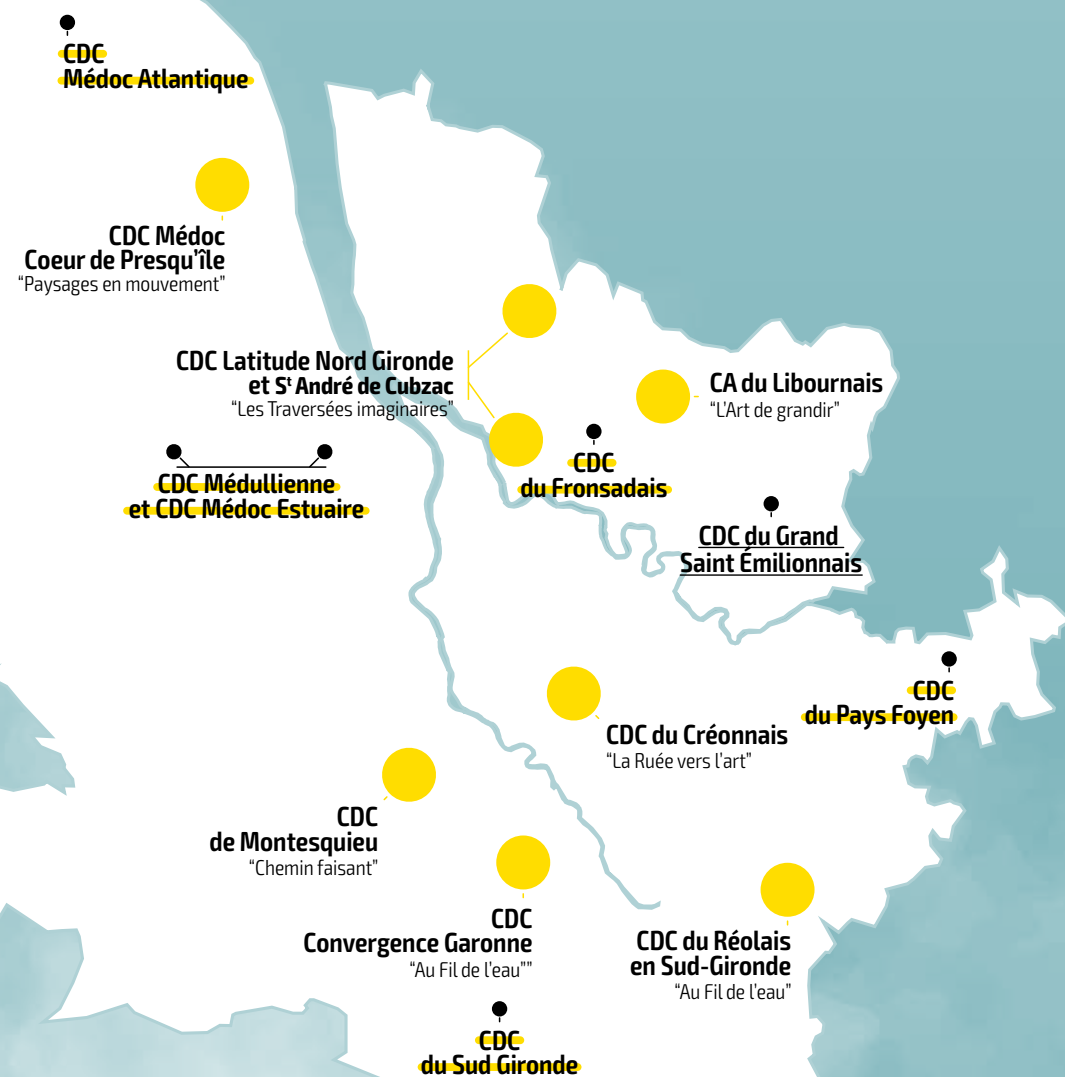 CDC
Médoc Atlantique
CDC Médoc
Coeur de Presqu'île
“Paysages en mouvement”
CDC Latitude Nord Gironde
et Sᵗ André de Cubzac
“Les Traversées imaginaires”
CA du Libournais
“L'Art de grandir”
CDC
du Fronsadais
CDC Médullienne
et CDC Médoc Estuaire
CDC du Grand
Saint Émilionnais
CDC
du Pays Foyen
CDC du Créonnais
“La Ruée vers l'art”
CDC
de Montesquieu
“Chemin faisant”
CDC
Convergence Garonne
“Au Fil de l'eau””
CDC du Réolais
en Sud-Gironde
“Au Fil de l'eau”
CDC
du Sud Gironde